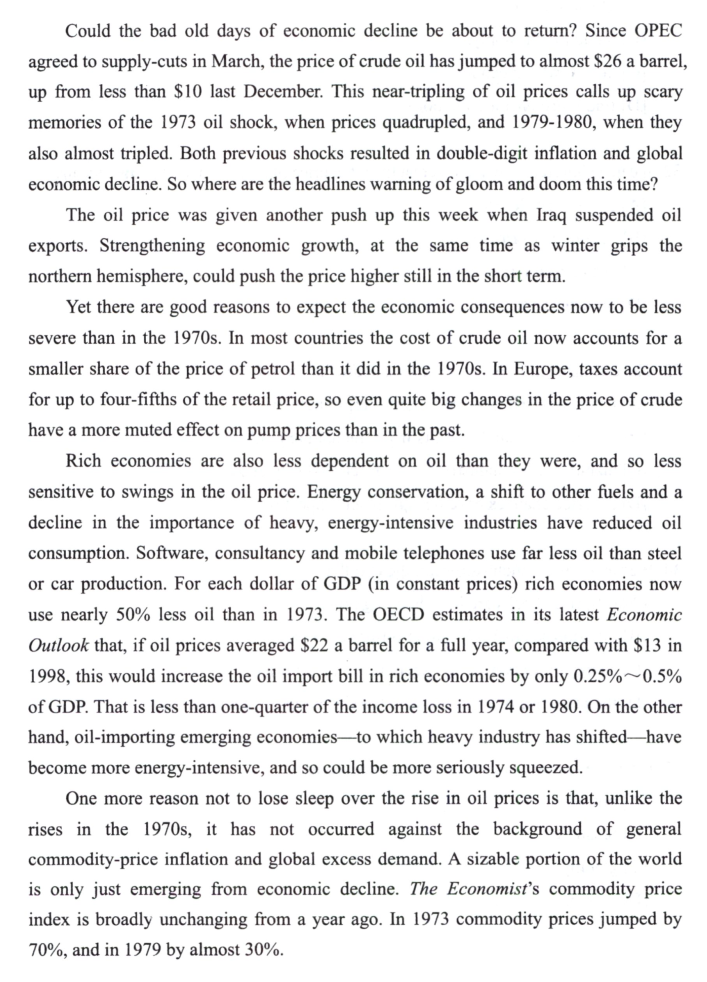 Could the bad old days of economic decline be about to return? Since OPEC
agreed to supply-cuts in March, the price of crude oil has jumped to almost $26 a barrel,
up from less than $10 last December. This near-tripling of oil prices calls up scary
memories of the 1973 oil shock, when prices quadrupled, and 1979-1980, when they
also almost tripled. Both previous shocks resulted in double-digit inflation and global
economic decline. So where are the headlines warning of gloom and doom this time?
The oil price was given another push up this week when Iraq suspended oil
exports. Strengthening economic growth, at the same time as winter grips the
northern hemisphere, could push the price higher still in the short term.
Yet there are good reasons to expect the economic consequences now to be less
severe than in the 1970s. In most countries the cost of crude oil now accounts for a
smaller share of the price of petrol than it did in the 1970s. In Europe, taxes account
for up to four-fifths of the retail price, so even quite big changes in the price of crude
have a more muted effect on pump prices than in the past.
Rich economies are also less dependent on oil than they were, and so less
sensitive to swings in the oil price. Energy conservation, a shift to other fuels and a
decline in the importance of heavy, energy-intensive industries have reduced oil
consumption. Software, consultancy and mobile telephones use far less oil than steel
or car production. For each dollar of GDP (in constant prices) rich economies now
use nearly 50% less oil than in 1973. The OECD estimates in its latest Economic
Outlook that, if oil prices averaged $22 a barrel for a full year, compared with $13 in
1998, this would increase the oil import bill in rich economies by only 0.25%~0.5%
of GDP. That is less than one-quarter of the income loss in 1974 or 1980. On the other
hand, oil-importing emerging economies—to which heavy industry has shifted—have
become more energy-intensive, and so could be more seriously squeezed.
One more reason not to lose sleep over the rise in oil prices is that, unlike the
rises in the 1970s, it has not occurred against the background of general
commodity-price inflation and global excess demand. A sizable portion of the world
is only just emerging from economic decline. The Economist's commodity price
index is broadly unchanging from a year ago. In 1973 commodity prices jumped by
70%, and in 1979 by almost 30%.